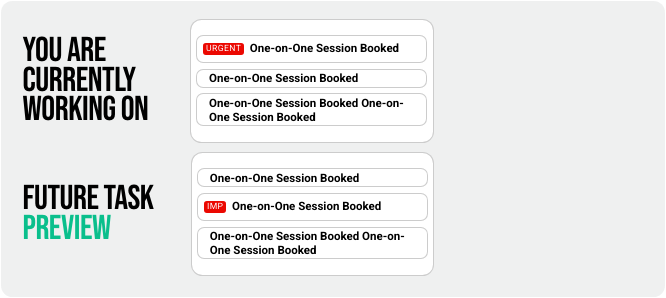 YOU ARE
CURRENTLY
WORKING ON
URGENT One-on-One Session Booked
One-on-One Session Booked
One-on-One Session Booked One-on-
One Session Booked
FUTURE TASK
PREVIEW
One-on-One Session Booked
IMP One-on-One Session Booked
One-on-One Session Booked One-on-
One Session Booked